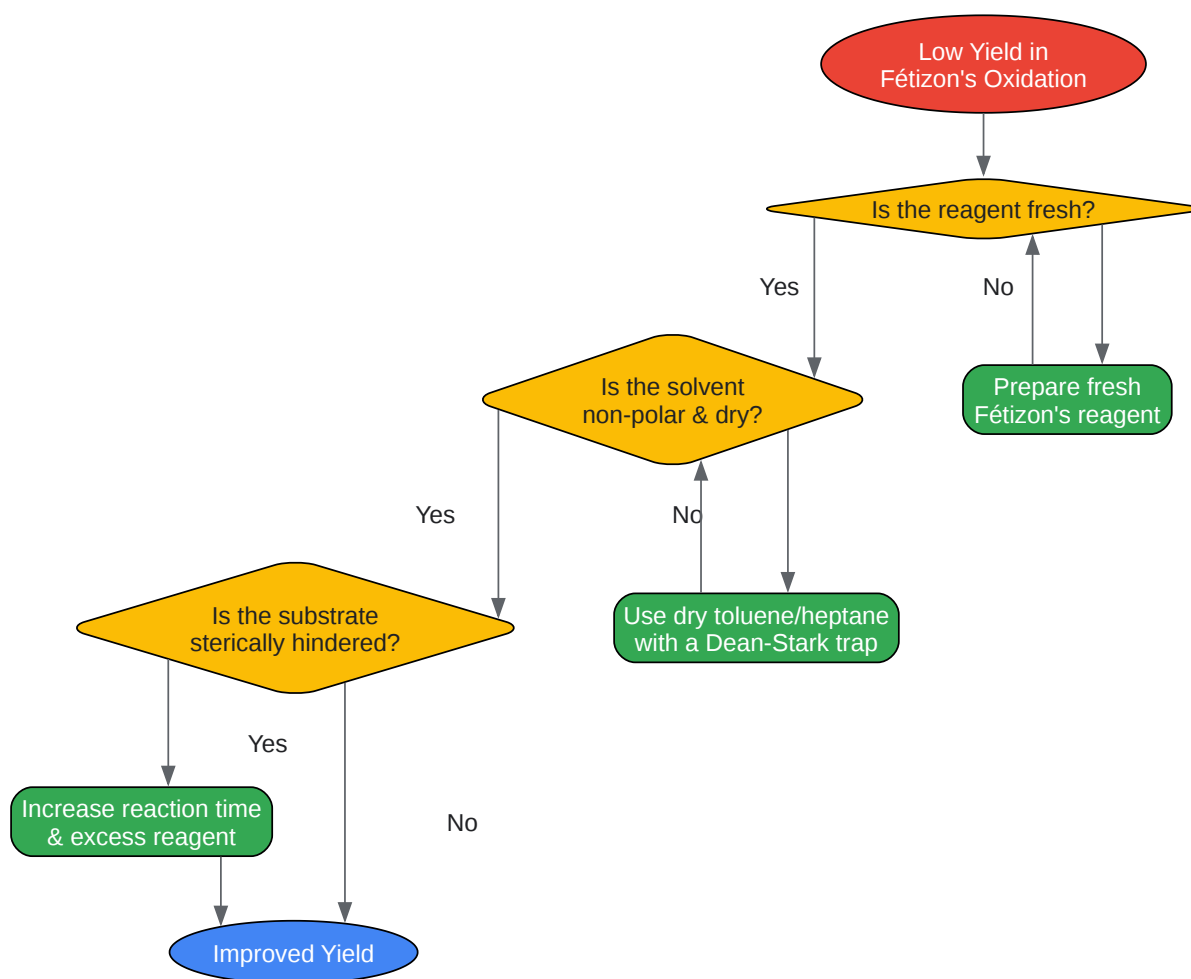 Low Yield in
Fétizon's Oxidation
Is the reagent fresh?
Yes
No
Prepare fresh
Fétizon's reagent
Is the solvent
non-polar & dry?
Yes
No
Use dry toluene/heptane
with a Dean-Stark trap
Is the substrate
sterically hindered?
Yes
No
Increase reaction time
& excess reagent
Improved Yield